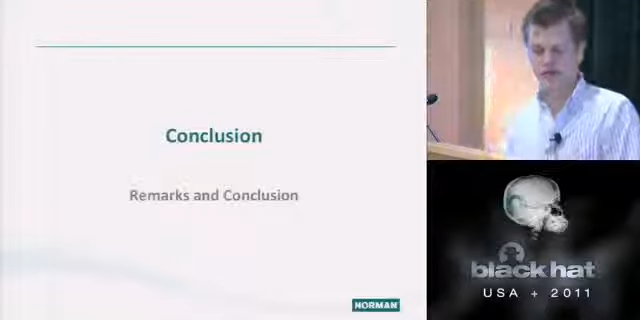 Conclusion
Remarks and Conclusion
NORMAN
black hat
USA + 2011